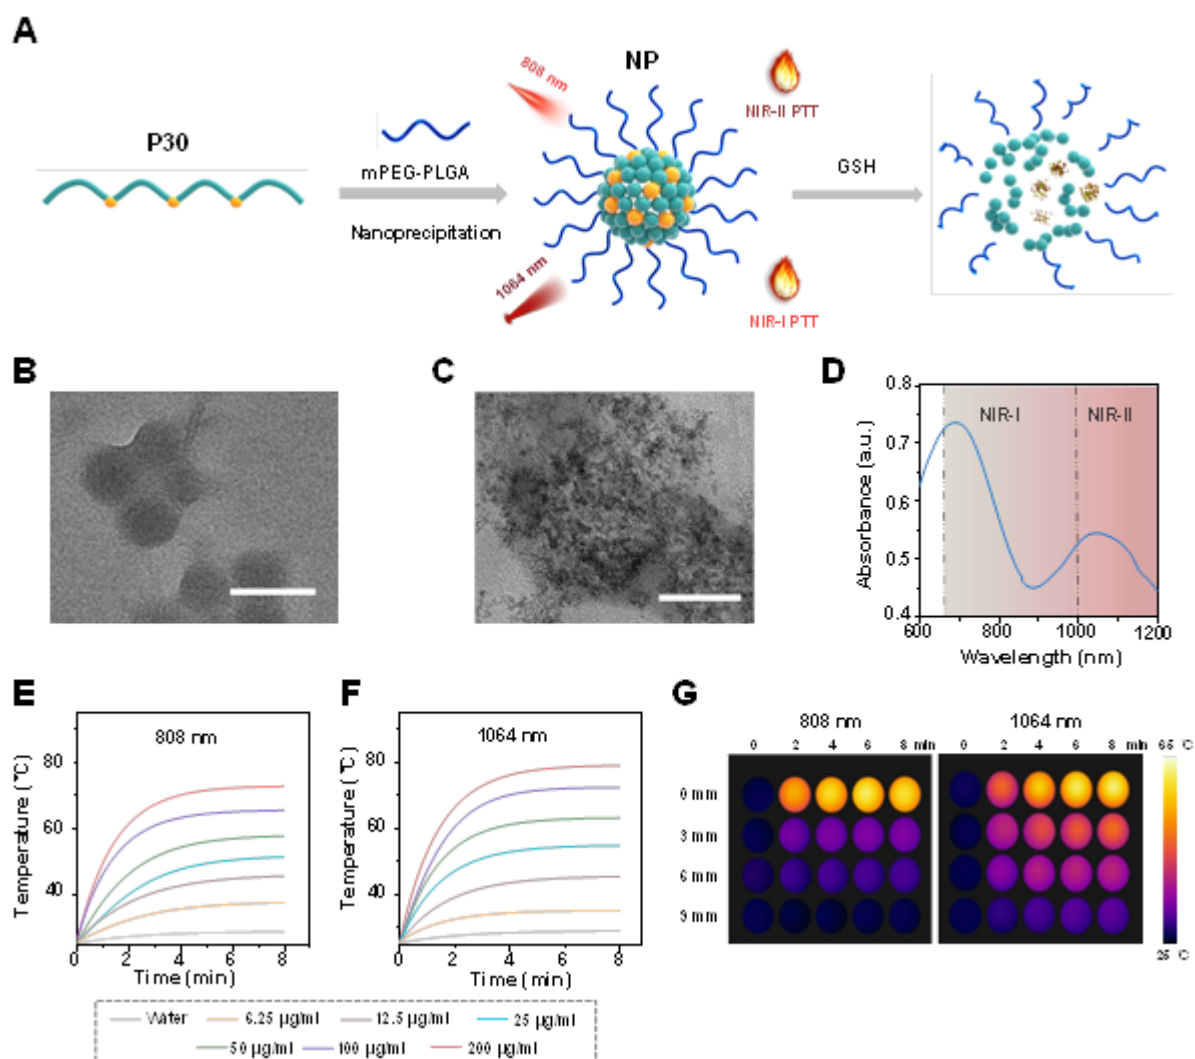 A
P30
mPEG-PLGA
Nanoprecipitation
808 nm
1064 nm
NP
NIR-II PTT
NIR-I PTT
GSH
B
C
D
Absorbance (a.u.)
0.8
0.7
0.6
0.5
0.4
NIR-I
NIR-II
600
800
1000
1200
Wavelength (nm)
E
808 nm
Temperature (°C)
80
60
40
0
2
4
6
8
Time (min)
F
1064 nm
Temperature (°C)
80
60
40
0
2
4
6
8
Time (min)
Water
6.25 µg/ml
12.5 µg/ml
25 µg/ml
50 µg/ml
100 µg/ml
200 µg/ml
G
808 nm
1064 nm
0 2 4 6 8 min
0 2 4 6 8 min
65 °C
0 mm
3 mm
6 mm
9 mm
25 °C